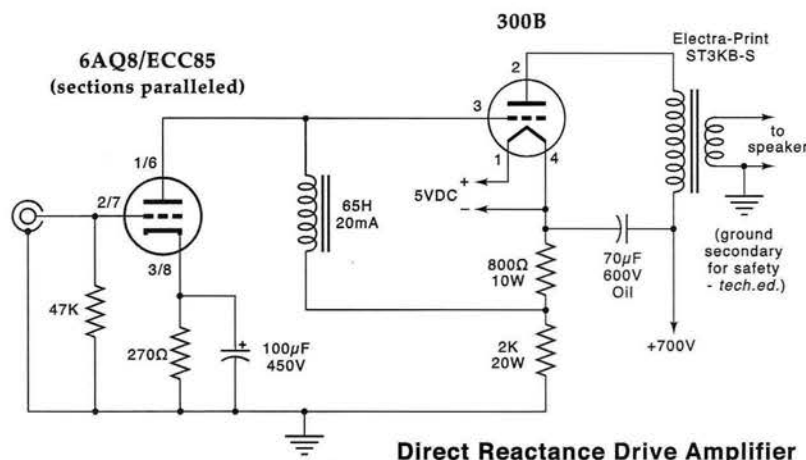 300B
6AQ8/ECC85
(sections paralleled)
Electra-Print
ST3KB-S
2
3
1
4
1/6
2/7
3/8
+
5VDC
–
65H
20mA
to
speaker
(ground
secondary
for safety
- tech.ed.)
800Ω
10W
70µF
600V
Oil
47K
270Ω
+
100µF
450V
2K
20W
+700V
Direct Reactance Drive Amplifier